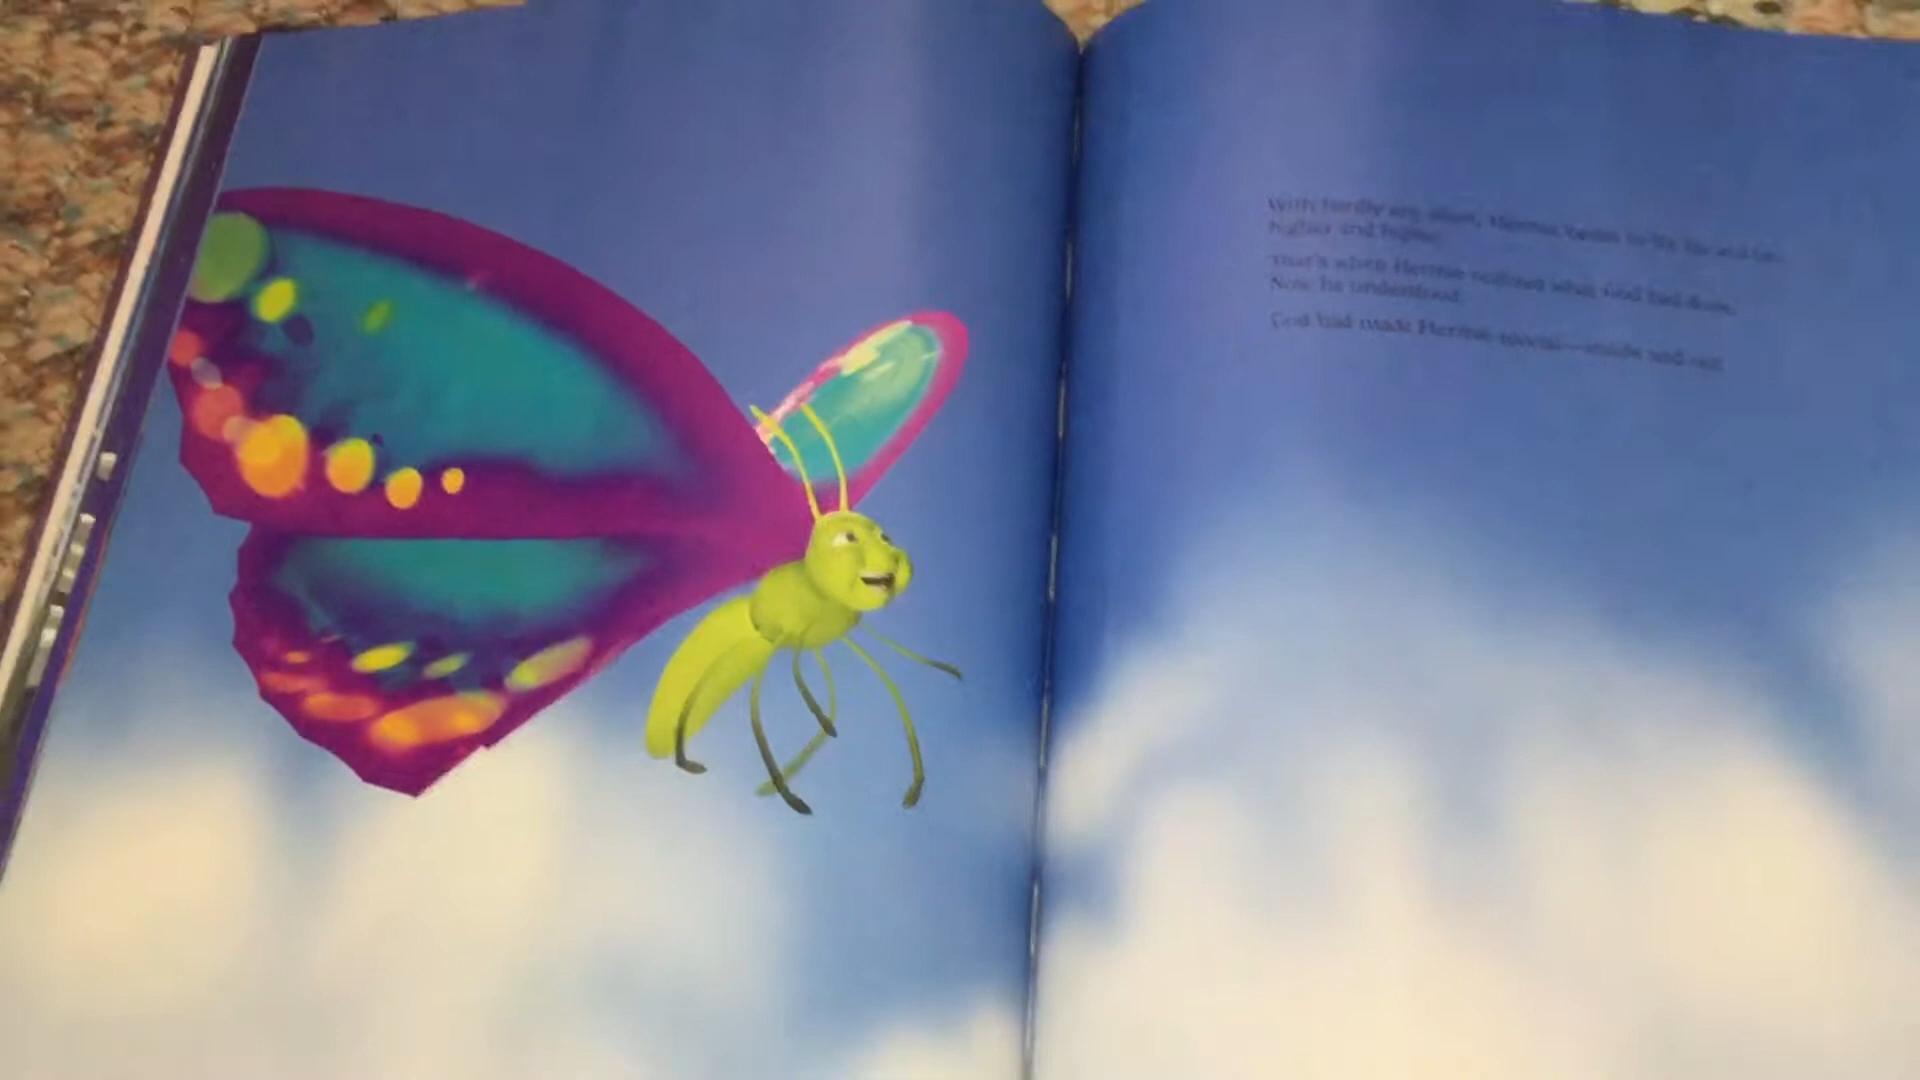 With hardly any effort, Hermie began to fly
higher and higher.
That's when Hermie realized what God had done.
Now he understood.
God had made Hermie special—inside and out.